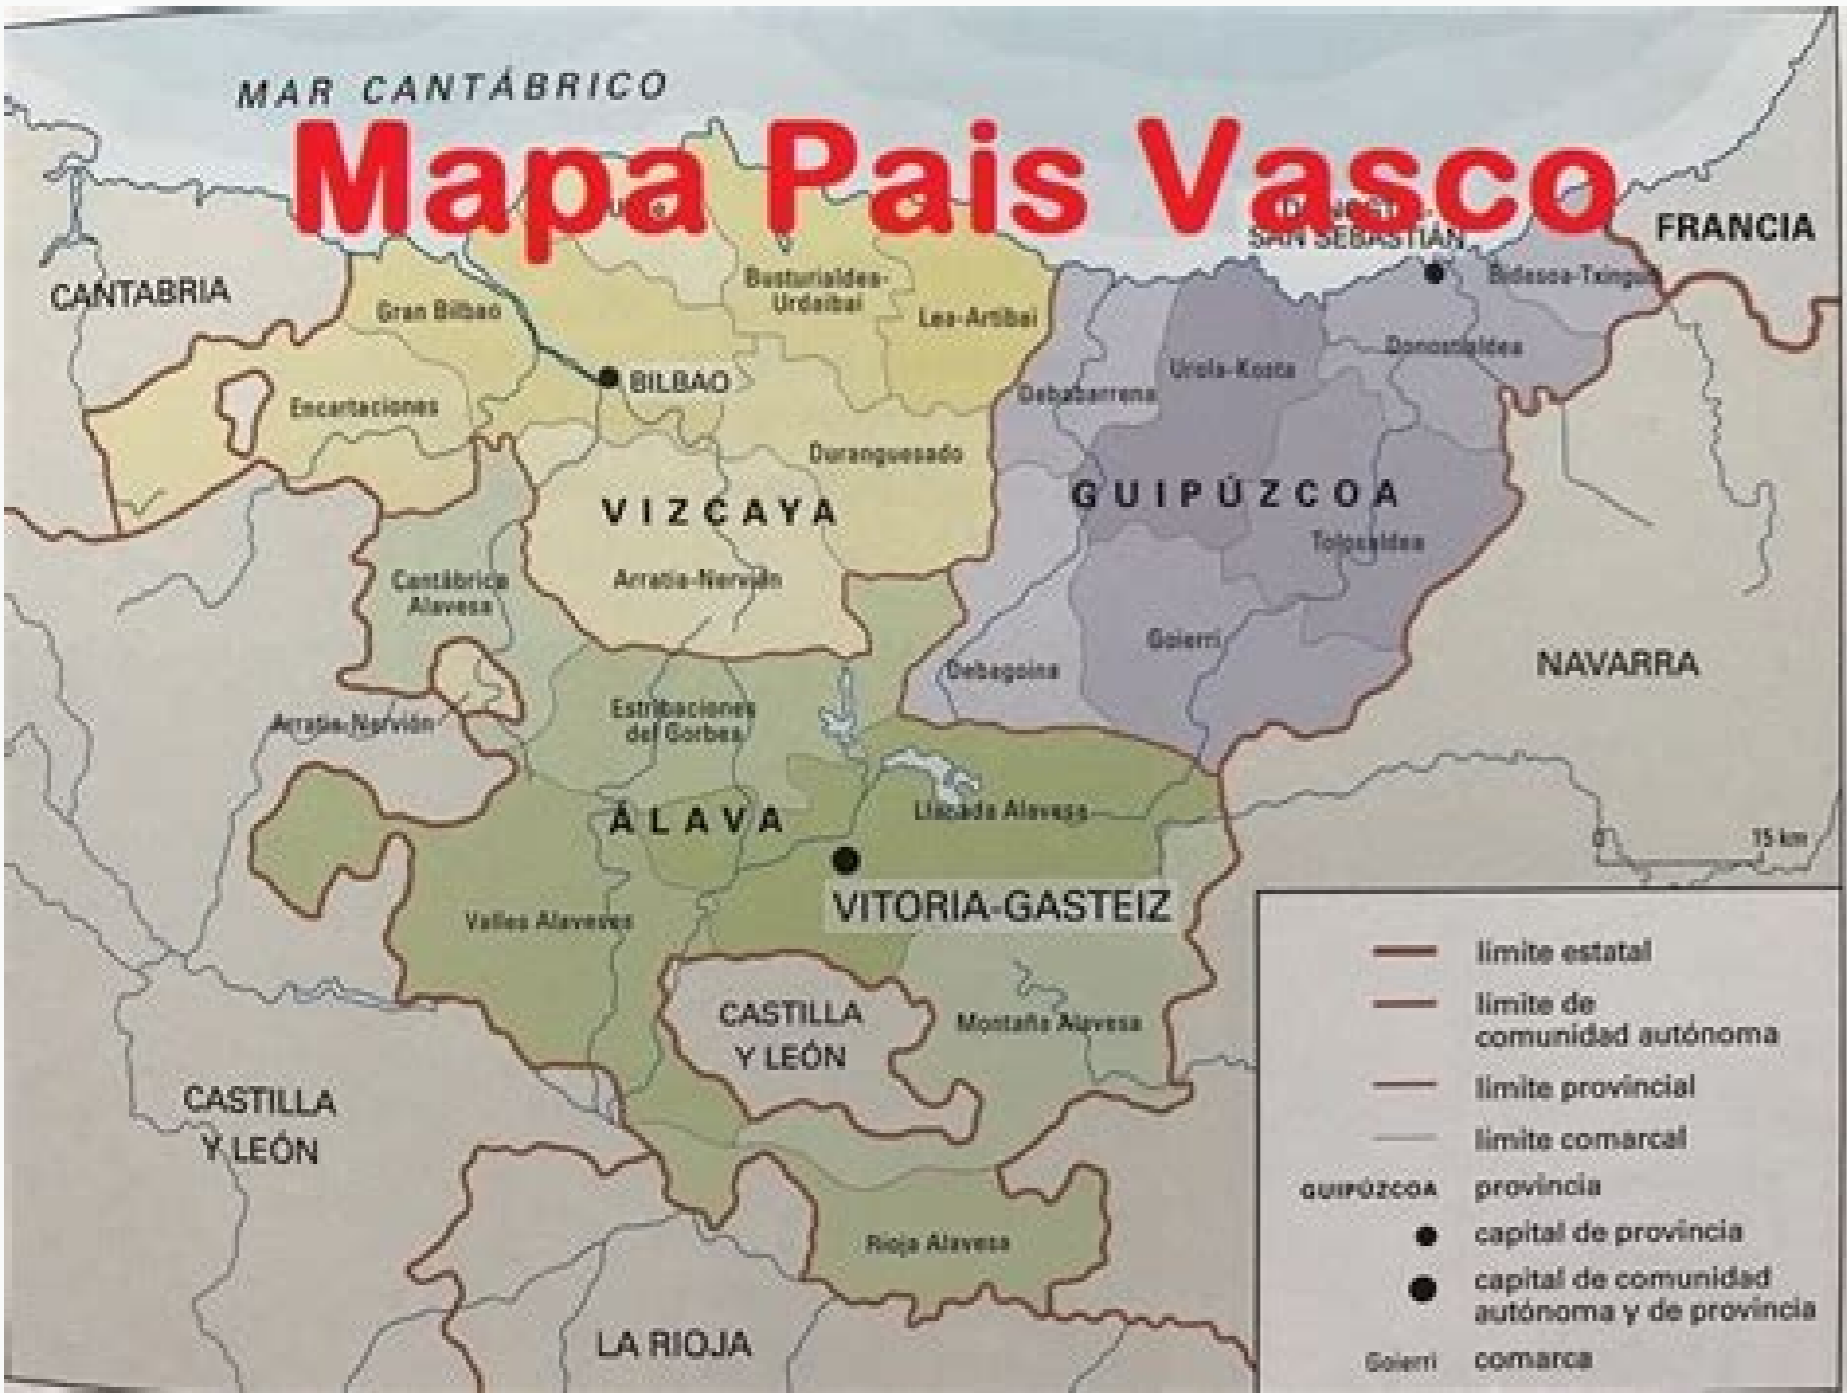 MAR CANTÁBRICO
Mapa Pais Vasco
SAN SEBASTIÁN
FRANCIA
CANTABRIA
Gran Bilbao
Busturialdea-
Urdaibai
Lea-Artibai
Donostialdea
Urola-Kosta
Debabarrena
BILBAO
Encartaciones
Duranguesado
VIZCAYA
GUIPÚZCOA
Tolosaldea
Cantábrica
Alavesa
Arratia-Nervión
Goierri
Debagoina
NAVARRA
Arratia-Nervión
Estribaciones
del Gorbea
ÁLAVA
Llanada Alavesa
0 15 km
VITORIA-GASTEIZ
Valles Alaveses
CASTILLA
Y LEÓN
Montaña Alavesa
CASTILLA
Y LEÓN
Rioja Alavesa
LA RIOJA
límite estatal
límite de
comunidad autónoma
límite provincial
límite comarcal
GUIPÚZCOA provincia
capital de provincia
capital de comunidad
autónoma y de provincia
Goierri comarca